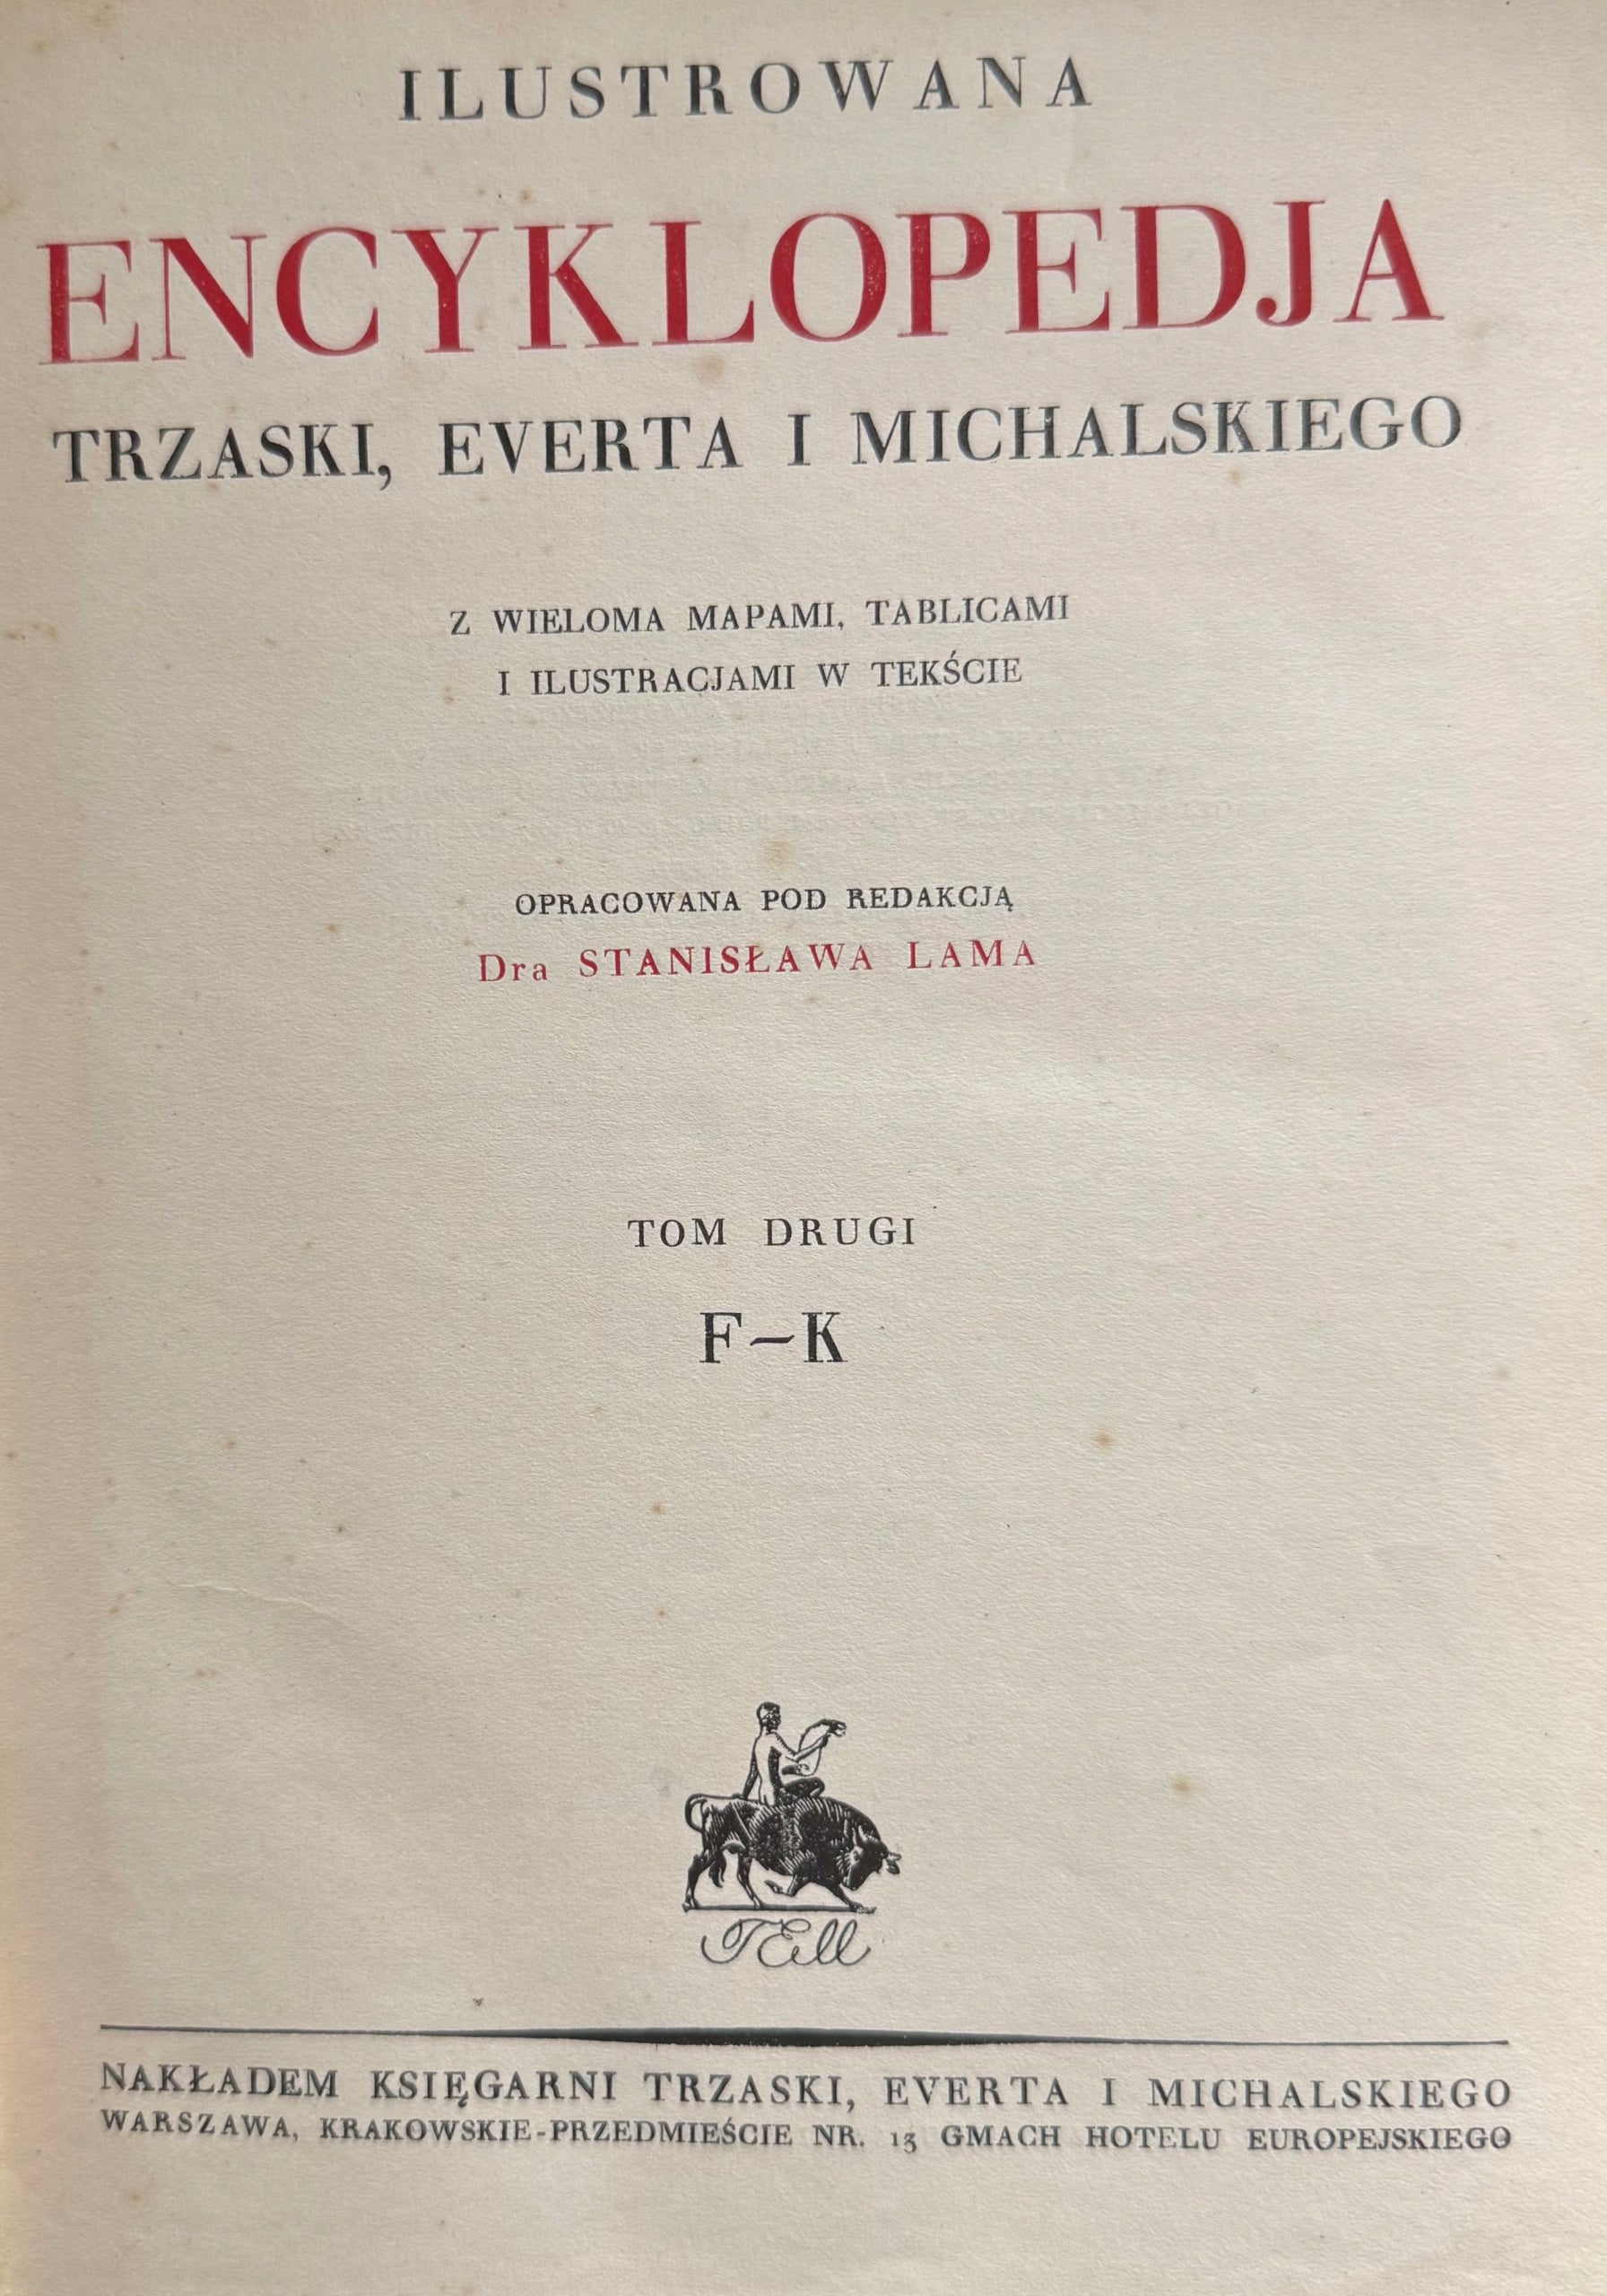 ILUSTROWANA
ENCYKLOPEDJA
TRZASKI, EVERTA I MICHALSKIEGO
Z WIELOMA MAPAMI, TABLICAMI
I ILUSTRACJAMI W TEKŚCIE
OPRACOWANA POD REDAKCJĄ
Dra STANISŁAWA LAMA
TOM DRUGI
F–K
NAKŁADEM KSIĘGARNI TRZASKI, EVERTA I MICHALSKIEGO
WARSZAWA, KRAKOWSKIE-PRZEDMIEŚCIE NR. 13 GMACH HOTELU EUROPEJSKIEGO